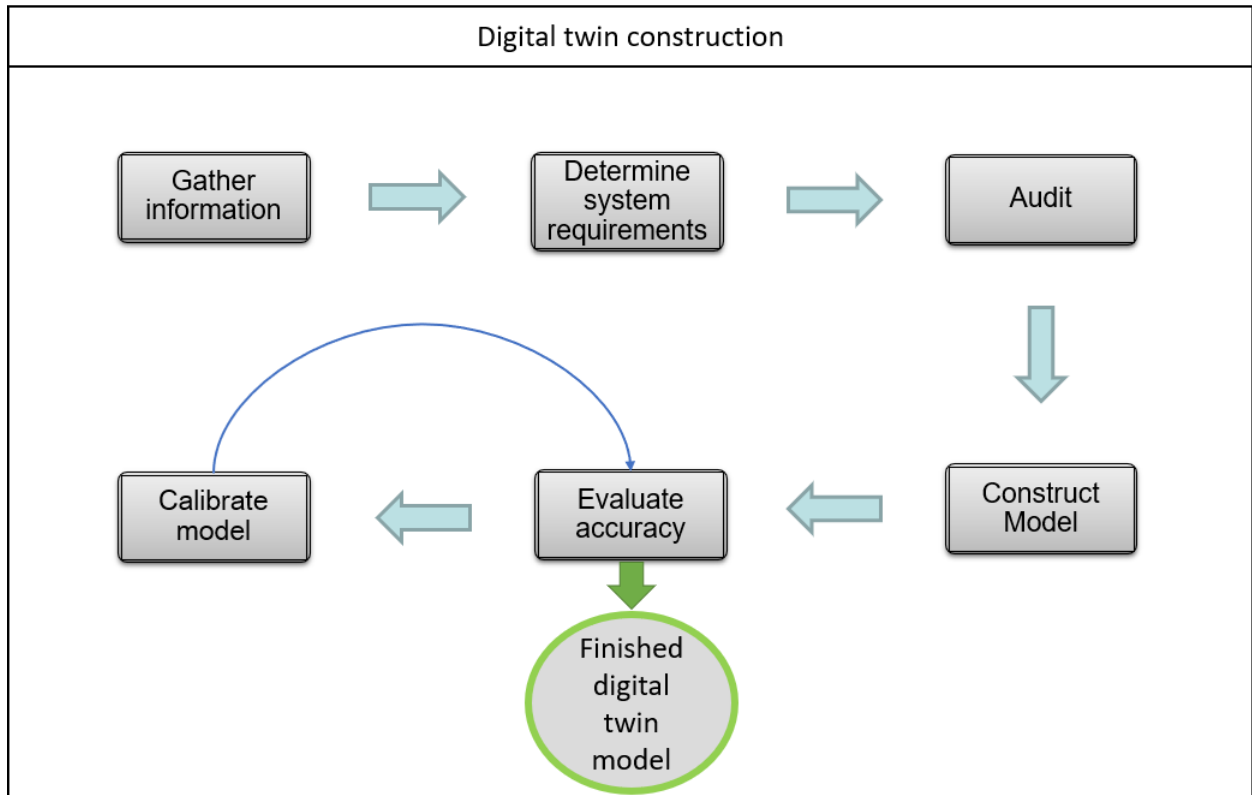 Digital twin construction
Gather
information
Determine
system
requirements
Audit
Calibrate
model
Evaluate
accuracy
Construct
Model
Finished
digital
twin
model